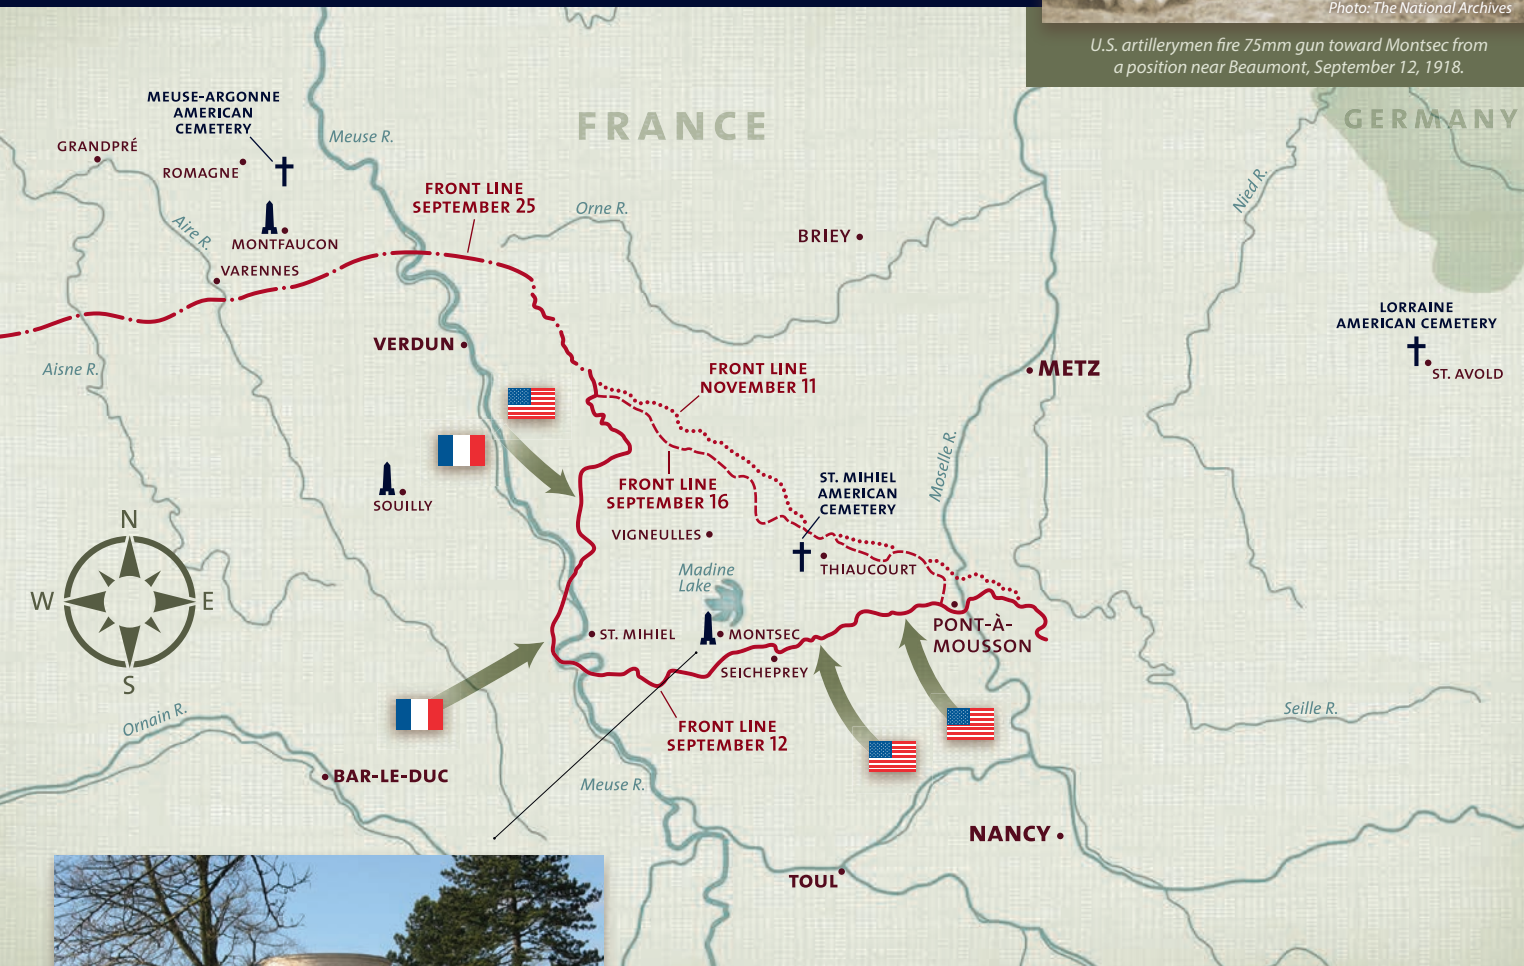 Photo: The National Archives
U.S. artillerymen fire 75mm gun toward Montsec from
a position near Beaumont, September 12, 1918.
FRANCE
GERMANY
MEUSE-ARGONNE
AMERICAN
CEMETERY
GRANDPRÉ
ROMAGNE
Meuse R.
MONTFAUCON
Aire R.
VARENNES
FRONT LINE
SEPTEMBER 25
Orne R.
BRIEY
Nied R.
LORRAINE
AMERICAN CEMETERY
ST. AVOLD
VERDUN
Aisne R.
FRONT LINE
NOVEMBER 11
METZ
Moselle R.
SOUILLY
FRONT LINE
SEPTEMBER 16
ST. MIHIEL
AMERICAN
CEMETERY
VIGNEULLES
THIAUCOURT
Madine
Lake
N
W
E
S
ST. MIHIEL
MONTSEC
SEICHEPREY
PONT-À-
MOUSSON
Ornain R.
FRONT LINE
SEPTEMBER 12
Seille R.
BAR-LE-DUC
Meuse R.
NANCY
TOUL